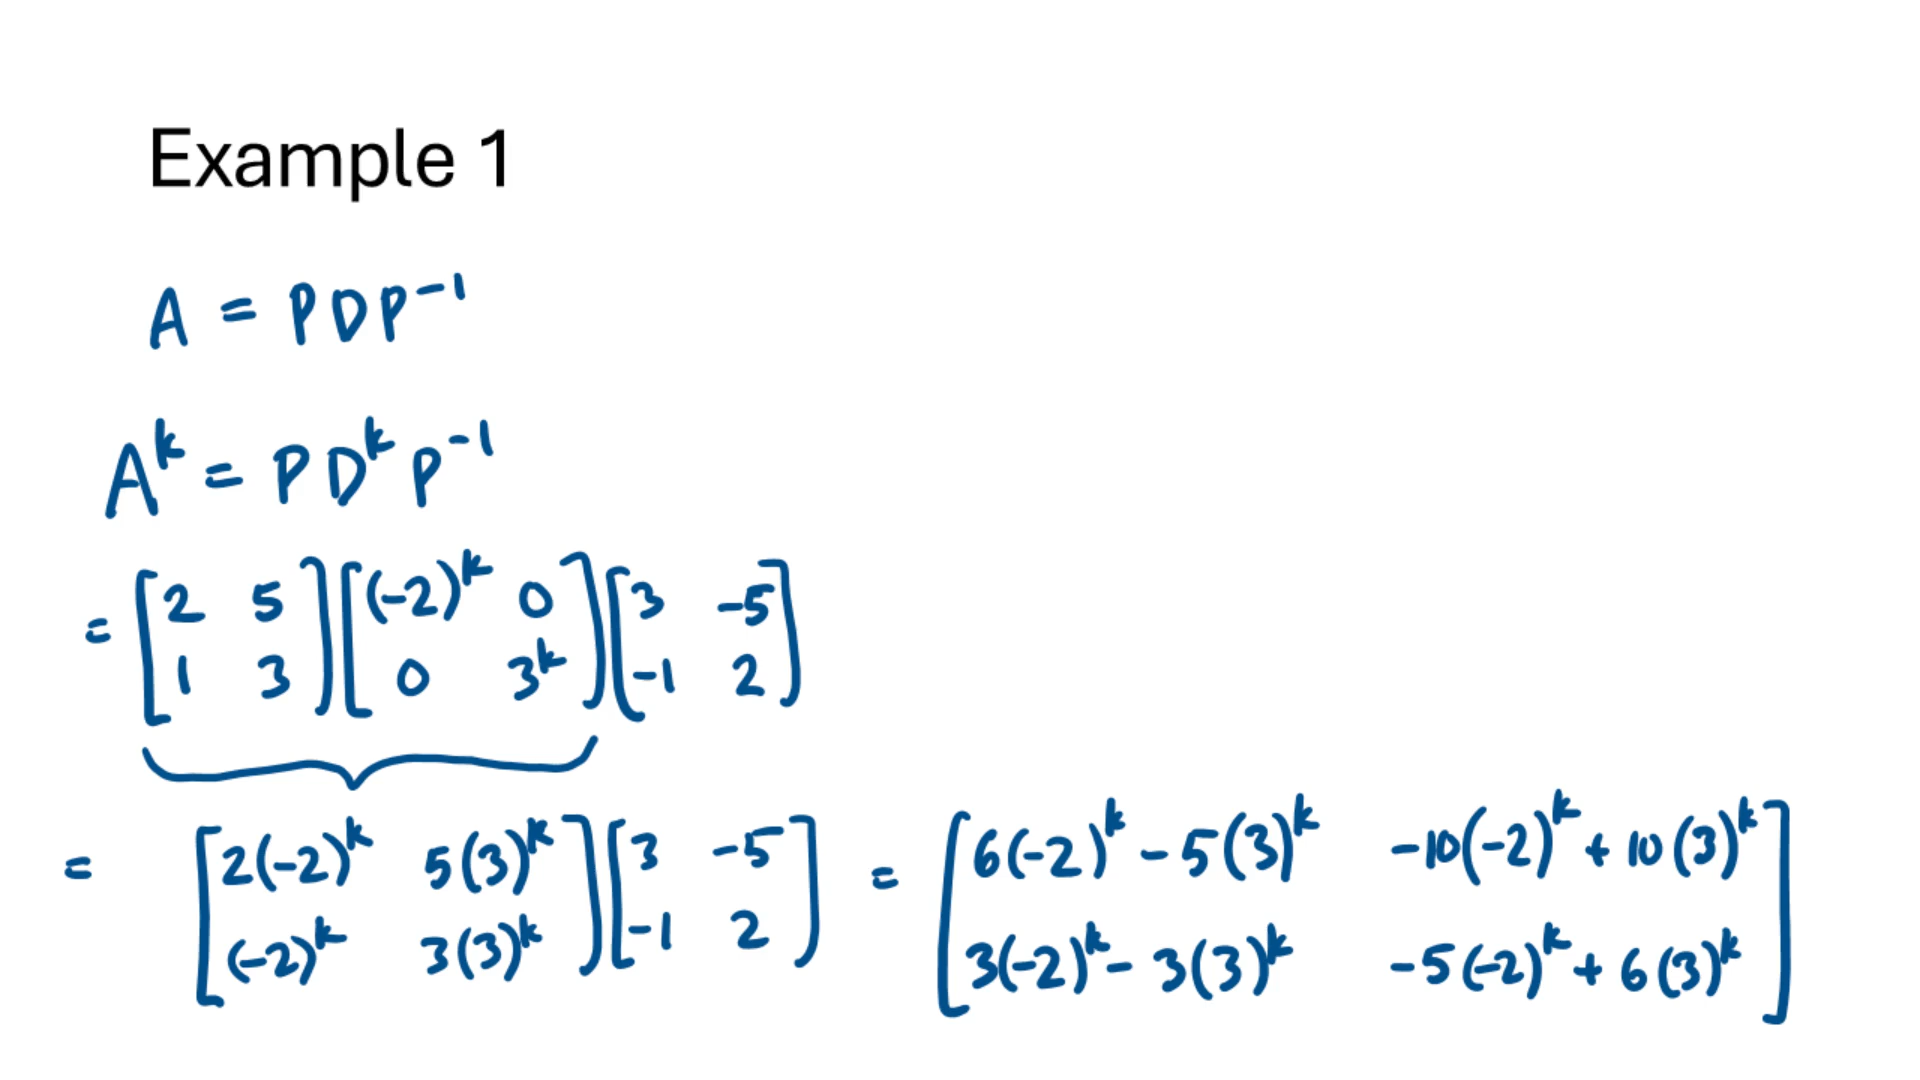 Example 1
A = PDP⁻¹
Aᵏ = PDᵏP⁻¹
= [2 5; 1 3] [(-2)ᵏ 0; 0 3ᵏ] [3 -5; -1 2]
= [2(-2)ᵏ 5(3)ᵏ; (-2)ᵏ 3(3)ᵏ] [3 -5; -1 2] = [6(-2)ᵏ - 5(3)ᵏ -10(-2)ᵏ + 10(3)ᵏ; 3(-2)ᵏ - 3(3)ᵏ -5(-2)ᵏ + 6(3)ᵏ]